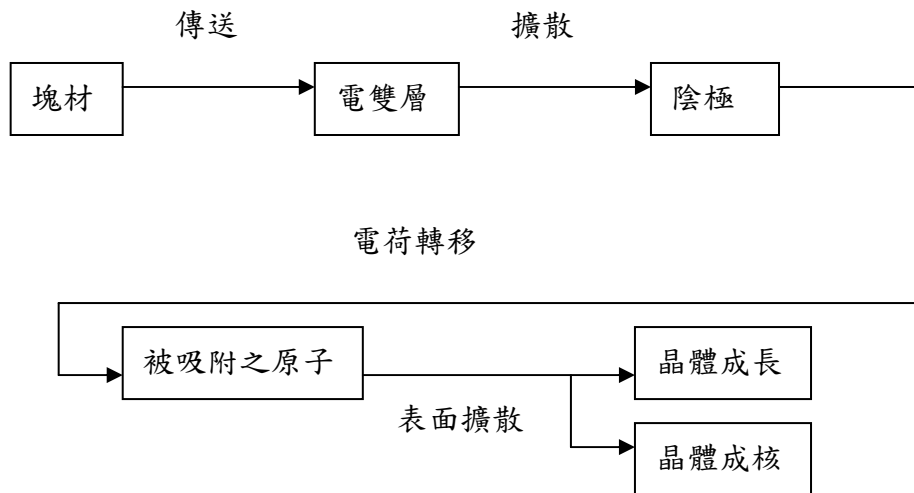 傳送
擴散
塊材
電雙層
陰極
電荷轉移
被吸附之原子
晶體成長
表面擴散
晶體成核